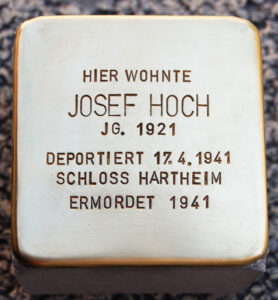 HIER WOHNTE
JOSEF HOCH
JG. 1921
DEPORTIERT 17.4.1941
SCHLOSS HARTHEIM
ERMORDET 1941